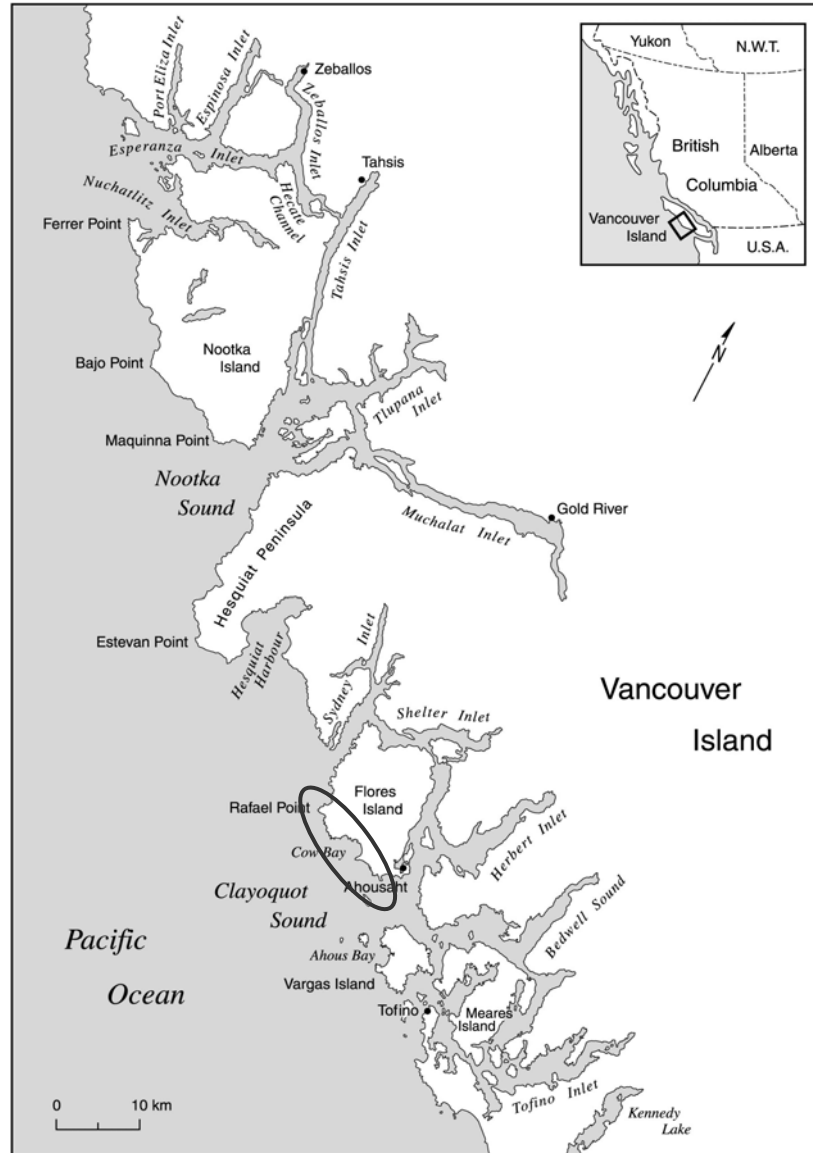 Port Eliza Inlet
Espinosa Inlet
Zeballos
Zeballos Inlet
Esperanza Inlet
Tahsis
Nuchatlitz Inlet
Hecate
Channel
Ferrer Point
Tahsis Inlet
Bajo Point
Nootka
Island
Tlupana
Inlet
Maquinna Point
Nootka
Sound
Muchalat Inlet
Gold River
Hesquiat Peninsula
Estevan Point
Hesquiat
Harbour
Sydney Inlet
Shelter Inlet
Vancouver
Island
Flores
Island
Rafael Point
Cow Bay
Herbert Inlet
Ahousaht
Clayoquot
Sound
Bedwell Sound
Pacific
Ocean
Ahous Bay
Vargas Island
Tofino
Meares
Island
Tofino Inlet
Kennedy
Lake
0 10 km
Yukon
N.W.T.
British
Columbia
Alberta
Vancouver
Island
U.S.A.
N